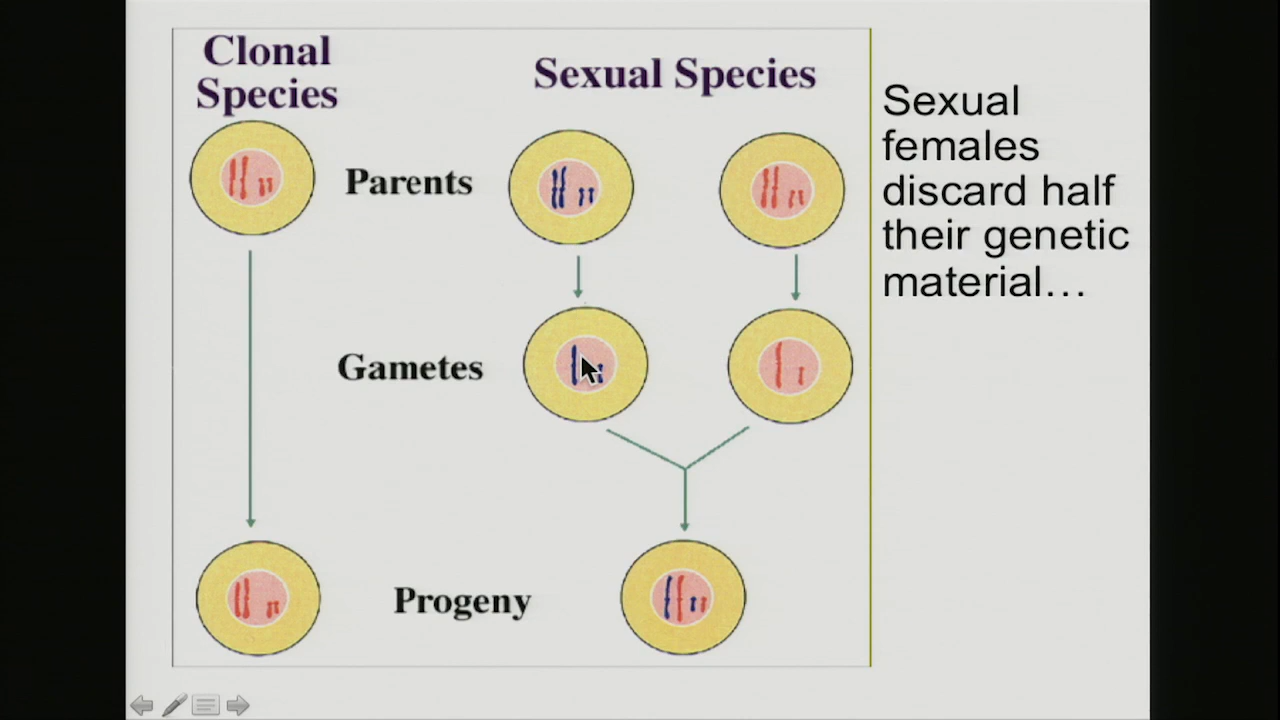 Clonal
Species
Sexual Species
Parents
Gametes
Progeny
Sexual
females
discard half
their genetic
material…